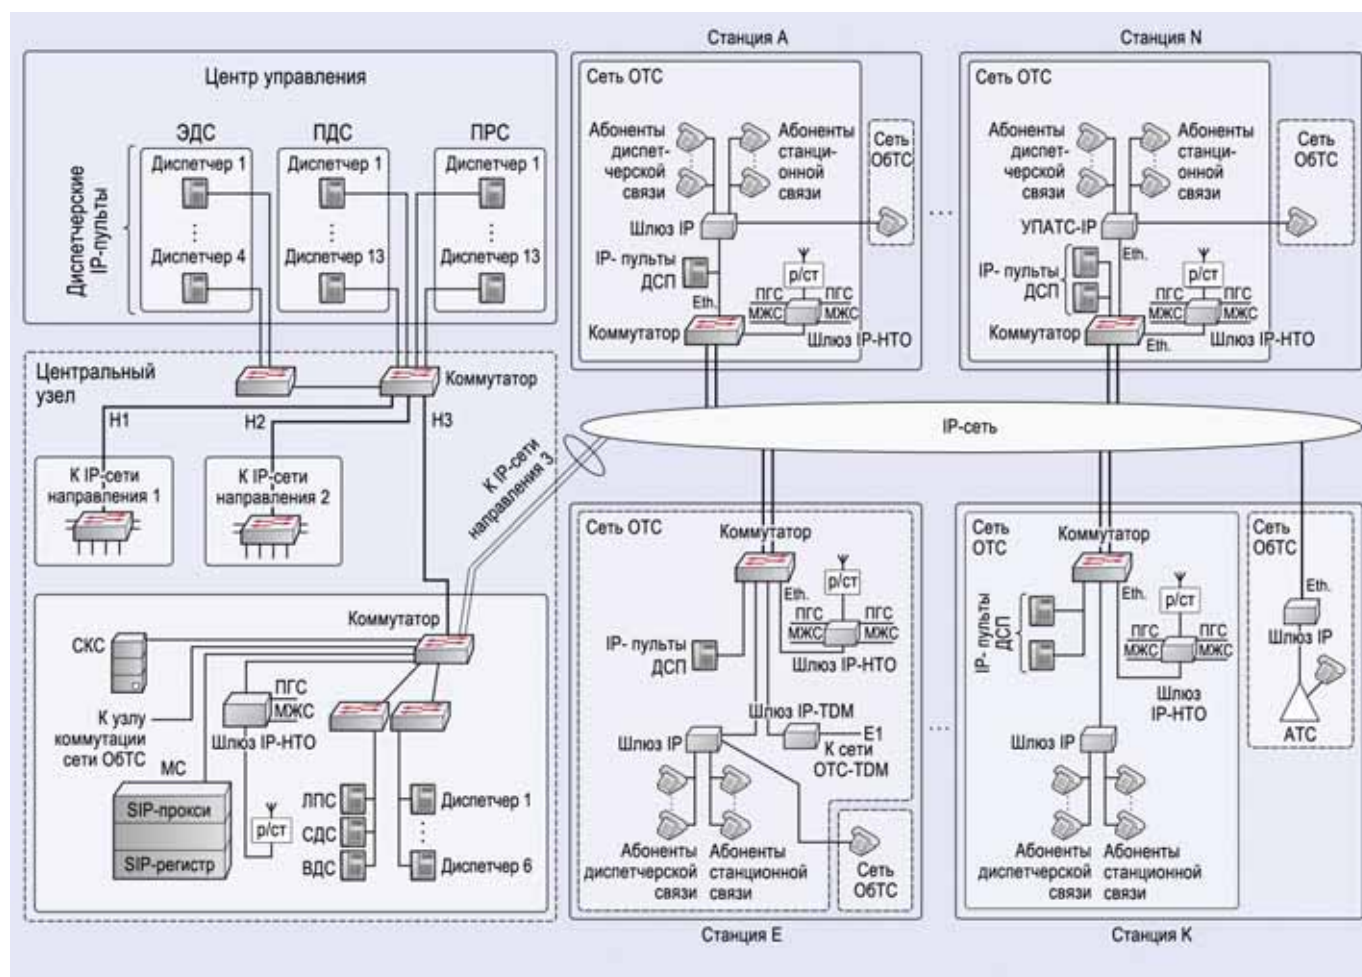 Центр управления
ЭДС
ПДС
ПРС
Диспетчерские
IP-пульты
Диспетчер 1
Диспетчер 4
Диспетчер 1
Диспетчер 13
Диспетчер 1
Диспетчер 13
Центральный
узел
Коммутатор
Н1
Н2
Н3
К IP-сети
направления 1
К IP-сети
направления 2
К IP-сети
направления 3
Коммутатор
СКС
ПГС
МЖС
К узлу
коммутации
сети ОбТС
Шлюз IP-НТО
МС
SIP-прокси
SIP-регистр
р/ст
ЛПС
СДС
ВДС
Диспетчер 1
Диспетчер 6
Станция А
Сеть ОТС
Абоненты
диспет-
черской
связи
Абоненты
станци-
онной
связи
Сеть
ОбТС
Шлюз IP
IP- пульты
ДСП
Eth.
р/ст
ПГС
ПГС
МЖС
МЖС
Коммутатор
Шлюз IP-НТО
...
Станция N
Сеть ОТС
Абоненты
диспет-
черской
связи
Абоненты
станци-
онной
связи
Сеть
ОбТС
УПАТС-IP
Eth.
IP- пульты
ДСП
р/ст
ПГС
ПГС
МЖС
МЖС
Коммутатор
Eth.
Шлюз IP-НТО
IP-сеть
Сеть ОТС
Коммутатор
Eth.
р/ст
ПГС
ПГС
МЖС
МЖС
IP- пульты
ДСП
Шлюз IP-НТО
Шлюз IP-TDM
Шлюз IP
E1
К сети
ОТС-TDM
Абоненты
диспетчерской
связи
Абоненты
станционной
связи
Сеть
ОбТС
Станция Е
...
Сеть
ОТС
Коммутатор
Eth.
р/ст
ПГС
ПГС
МЖС
МЖС
IP- пульты
ДСП
Шлюз
IP-НТО
Шлюз IP
Абоненты
диспетчерской
связи
Абоненты
станционной
связи
Сеть
ОбТС
Eth.
Шлюз IP
АТС
Станция К